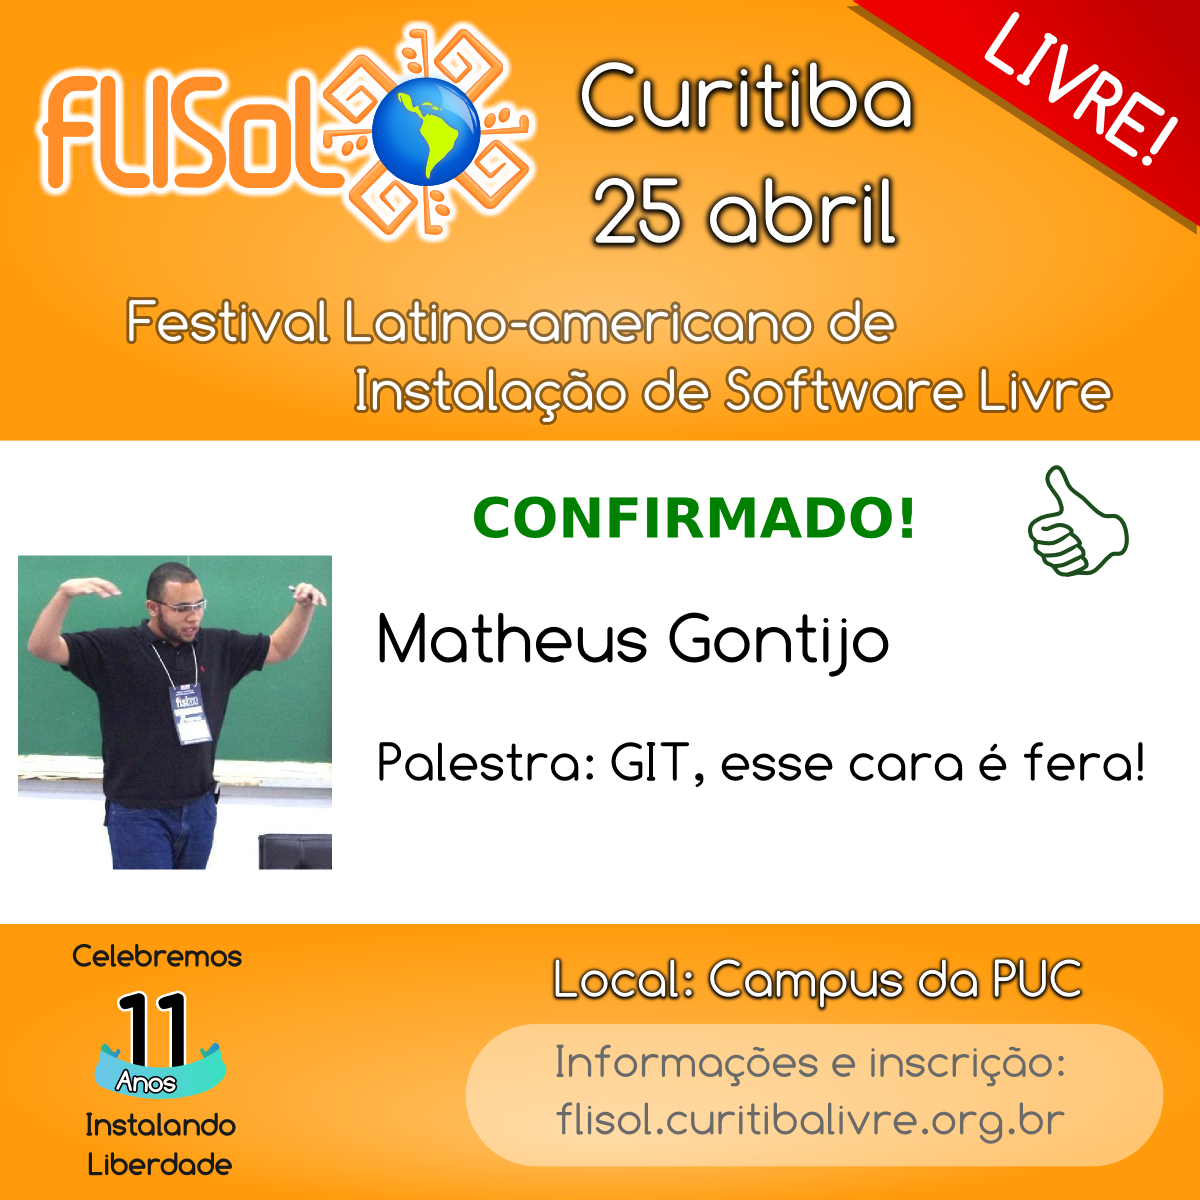 fLISoL
Curitiba
25 abril
LIVRE!
Festival Latino-americano de
Instalação de Software Livre
CONFIRMADO!
Matheus Gontijo
Palestra: GIT, esse cara é fera!
Celebremos
11
Anos
Instalando
Liberdade
Local: Campus da PUC
Informações e inscrição:
flisol.curitibalivre.org.br